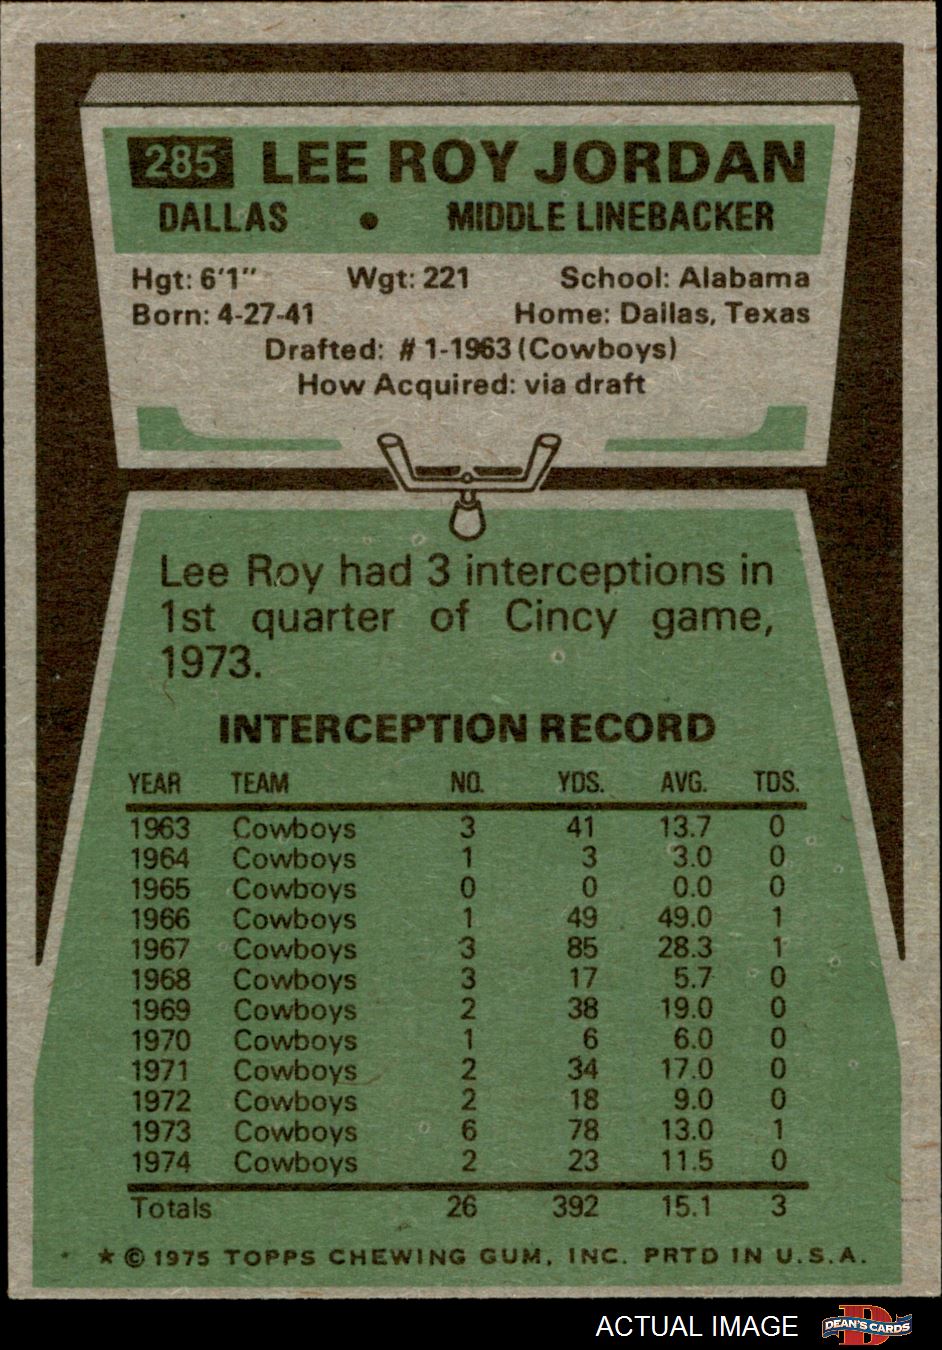 285 LEE ROY JORDAN
DALLAS • MIDDLE LINEBACKER
Hgt: 6'1" Wgt: 221 School: Alabama
Born: 4-27-41 Home: Dallas, Texas
Drafted: #1-1963 (Cowboys)
How Acquired: via draft
Lee Roy had 3 interceptions in
1st quarter of Cincy game,
1973.
INTERCEPTION RECORD
YEAR TEAM NO. YDS. AVG. TDS.
1963 Cowboys 3 41 13.7 0
1964 Cowboys 1 3 3.0 0
1965 Cowboys 0 0 0.0 0
1966 Cowboys 1 49 49.0 1
1967 Cowboys 3 85 28.3 1
1968 Cowboys 3 17 5.7 0
1969 Cowboys 2 38 19.0 0
1970 Cowboys 1 6 6.0 0
1971 Cowboys 2 34 17.0 0
1972 Cowboys 2 18 9.0 0
1973 Cowboys 6 78 13.0 1
1974 Cowboys 2 23 11.5 0
Totals 26 392 15.1 3
★ © 1975 TOPPS CHEWING GUM, INC. PRTD IN U.S.A.
ACTUAL IMAGE DEAN'S CARDS